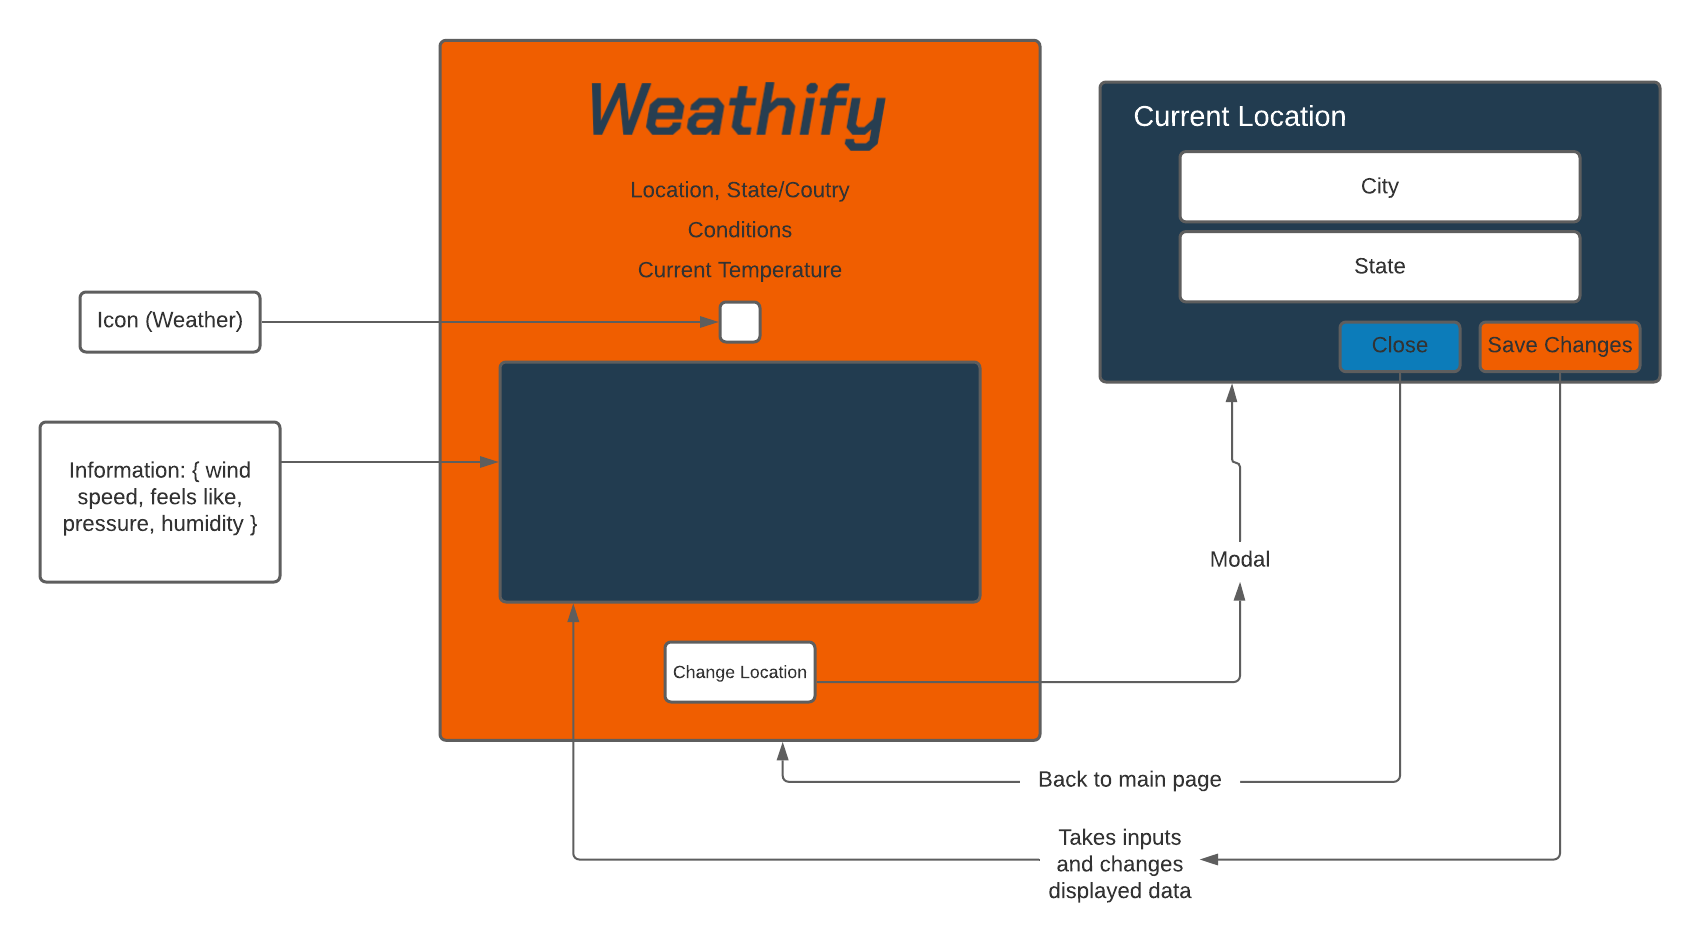 Weathify
Location, State/Coutry
Conditions
Current Temperature
Icon (Weather)
Information: { wind
speed, feels like,
pressure, humidity }
Change Location
Current Location
City
State
Close
Save Changes
Modal
Back to main page
Takes inputs
and changes
displayed data